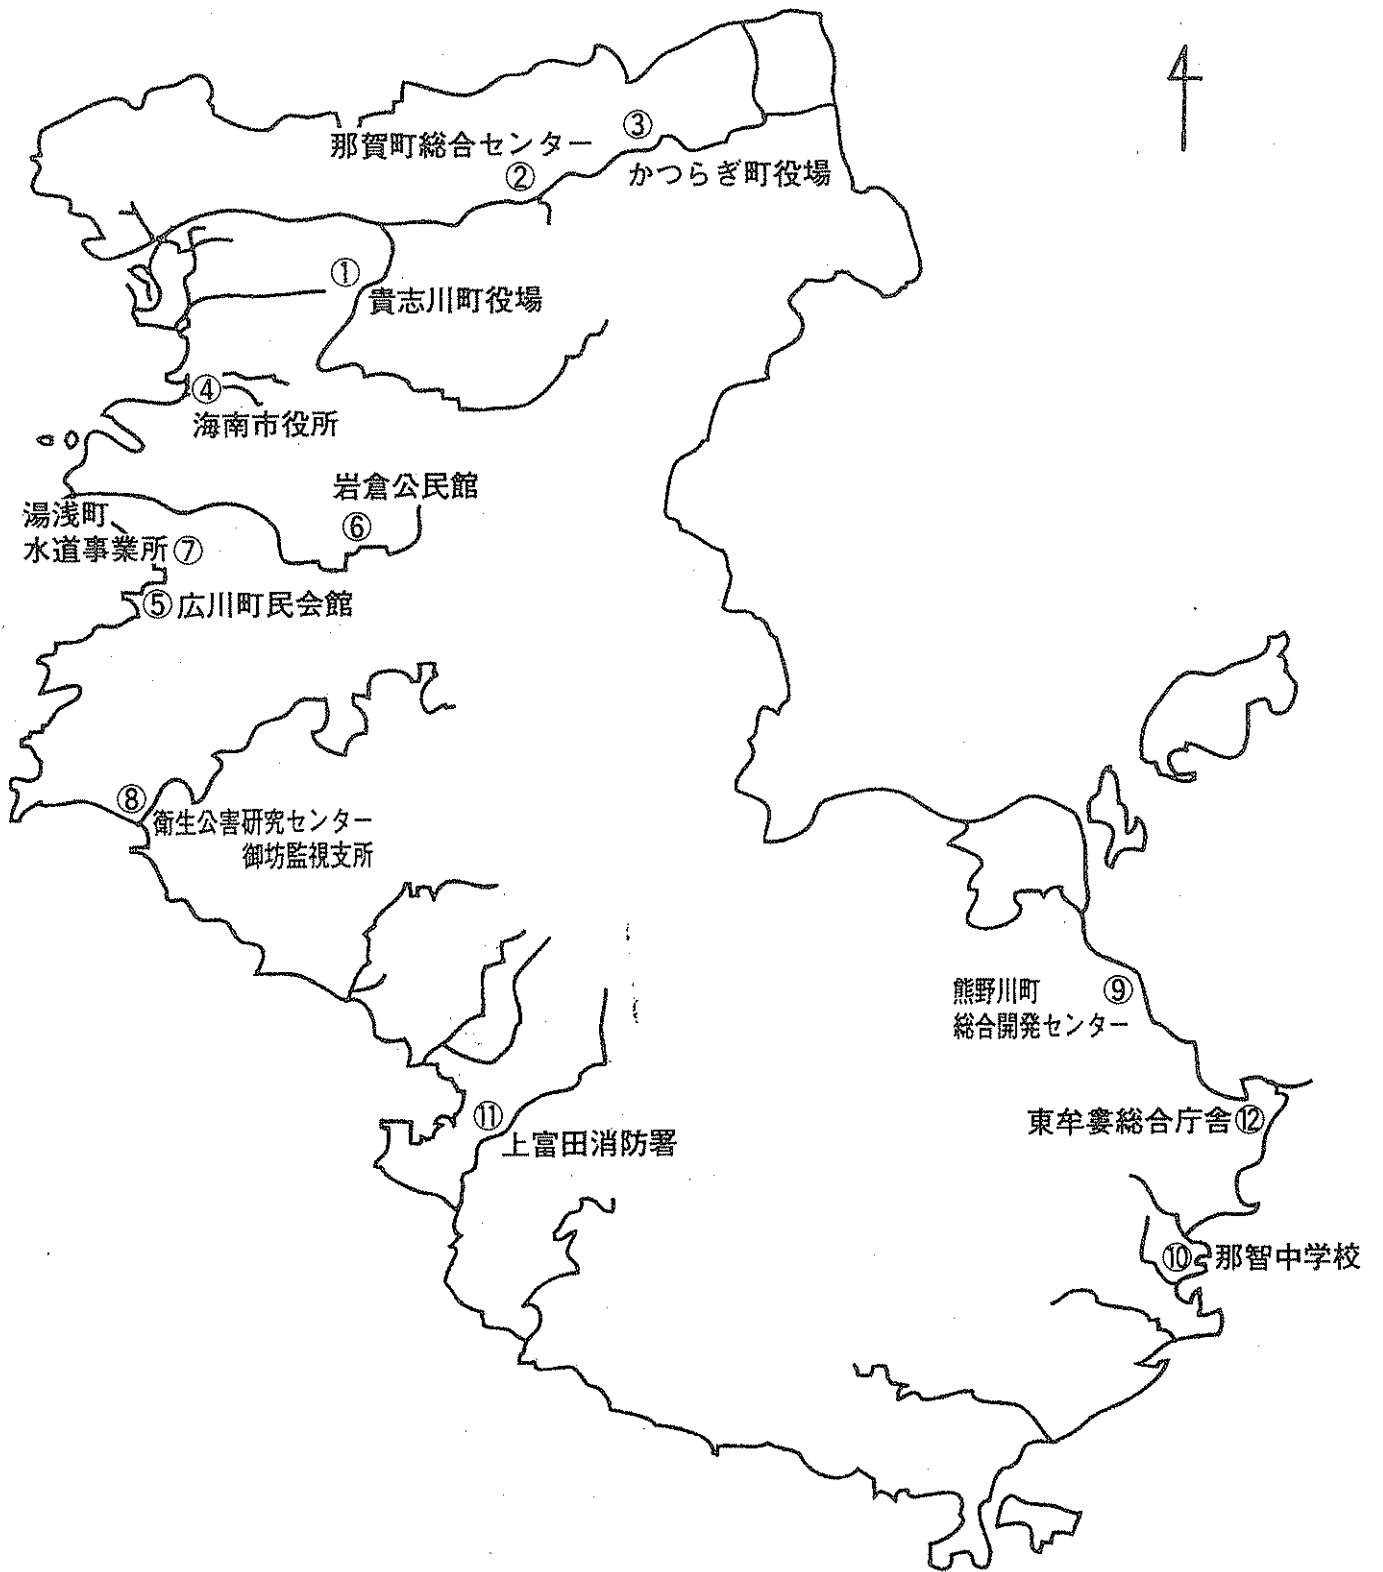 ③
那賀町総合センター
②
かつらぎ町役場
①
貴志川町役場
④
海南市役所
岩倉公民館
⑥
湯浅町
水道事業所⑦
⑤広川町民会館
⑧
衛生公害研究センター
御坊監視支所
熊野川町
総合開発センター
⑨
⑪
上富田消防署
東牟婁総合庁舎⑫
⑩那智中学校